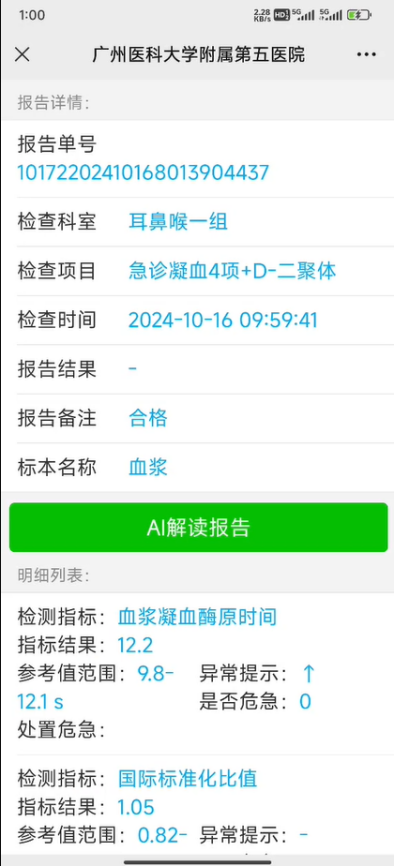 1:00 2.28 KB/s HD 5G 5G
广州医科大学附属第五医院
报告详情:
报告单号
10172202410168013904437
检查科室 耳鼻喉一组
检查项目 急诊凝血4项+D-二聚体
检查时间 2024-10-16 09:59:41
报告结果 -
报告备注 合格
标本名称 血浆
AI解读报告
明细列表:
检测指标: 血浆凝血酶原时间
指标结果: 12.2
参考值范围: 9.8- 异常提示: ↑
12.1 s 是否危急: 0
处置危急:
检测指标: 国际标准化比值
指标结果: 1.05
参考值范围: 0.82- 异常提示: -